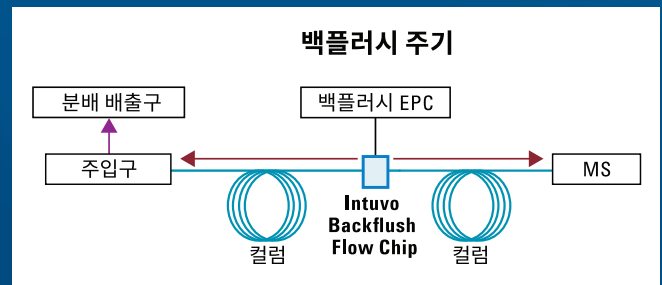 백플러시 주기
분배 배출구
백플러시 EPC
주입구
MS
Intuvo
Backflush
Flow Chip
컬럼
컬럼